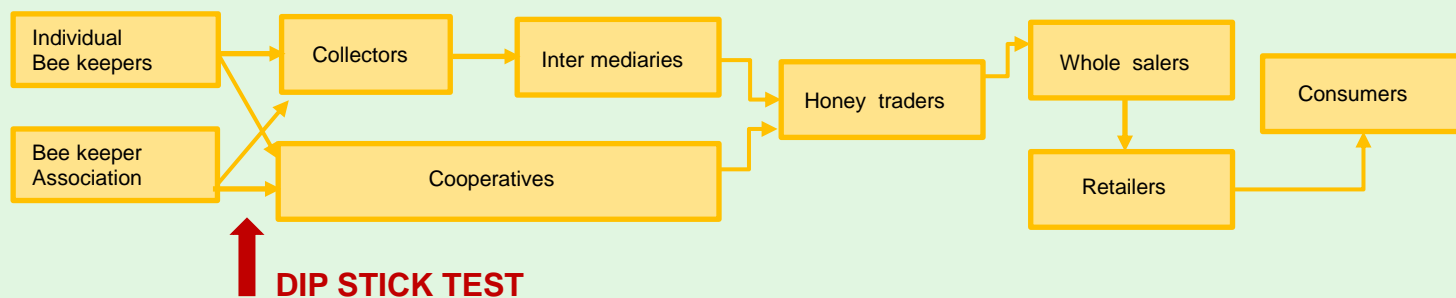 Individual
Bee keepers
Collectors
Inter mediaries
Whole salers
Honey traders
Consumers
Bee keeper
Association
Cooperatives
Retailers
DIP STICK TEST